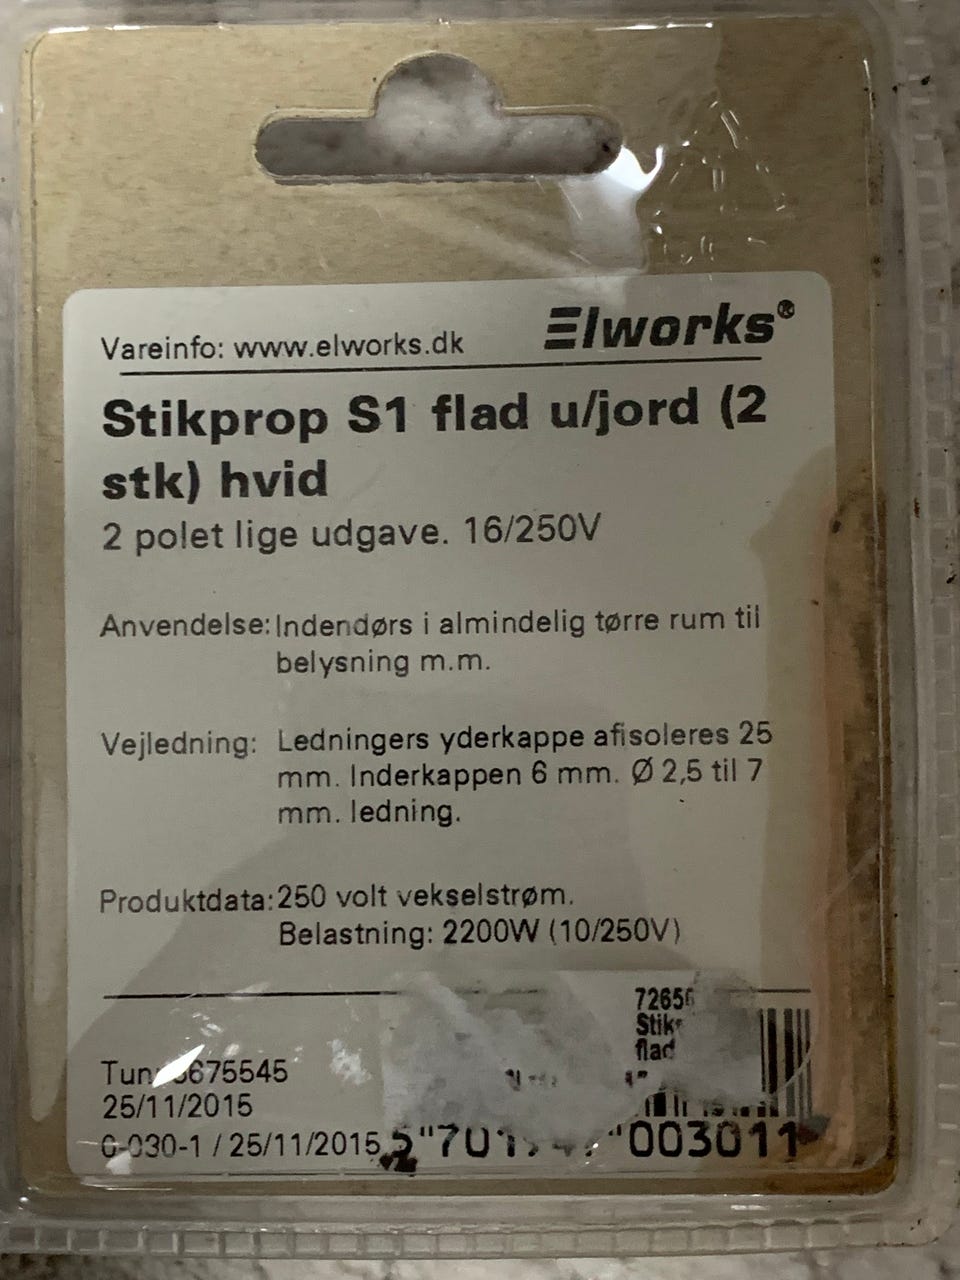 Vareinfo: www.elworks.dk
Elworks®
Stikprop S1 flad u/jord (2
stk) hvid
2 polet lige udgave. 16/250V
Anvendelse: Indendørs i almindelig tørre rum til
belysning m.m.
Vejledning: Ledningers yderkappe afisoleres 25
mm. Inderkappen 6 mm. Ø 2,5 til 7
mm. ledning.
Produktdata: 250 volt vekselstrøm.
Belastning: 2200W (10/250V)
flad
25/11/2015
0-030-1 / 25/11/2015
003011